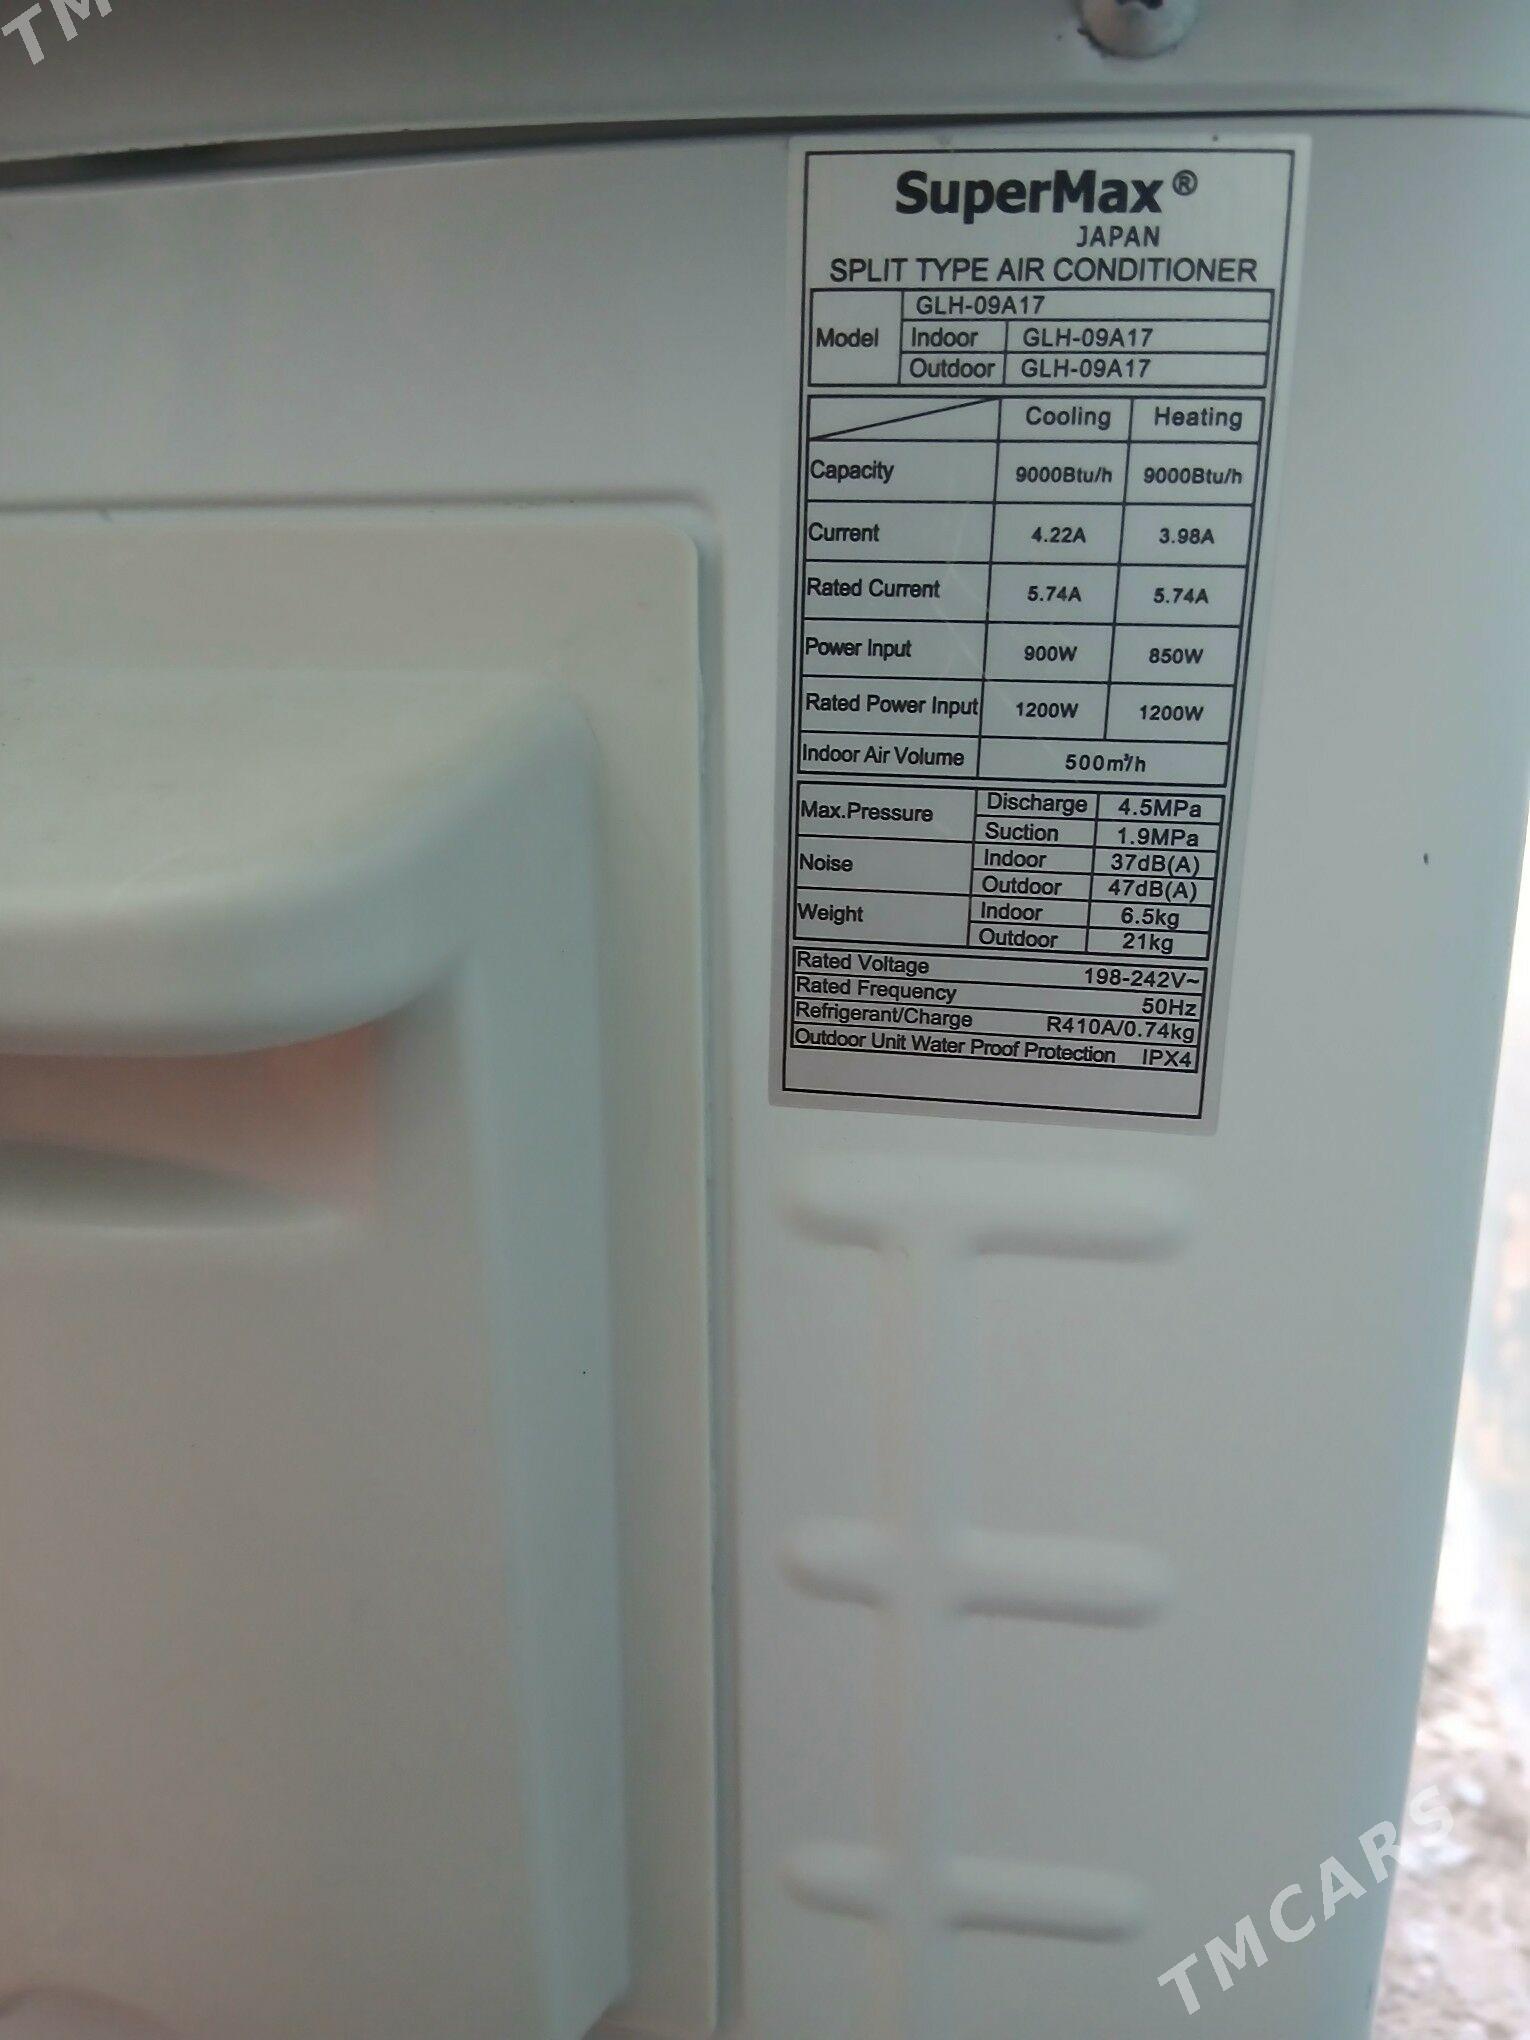 TM
SuperMax®
JAPAN
SPLIT TYPE AIR CONDITIONER
Model GLH-09A17
Indoor GLH-09A17
Outdoor GLH-09A17
Cooling Heating
Capacity 9000Btu/h 9000Btu/h
Current 4.22A 3.98A
Rated Current 5.74A 5.74A
Power Input 900W 850W
Rated Power Input 1200W 1200W
Indoor Air Volume 500m³/h
Max.Pressure Discharge 4.5MPa
Suction 1.9MPa
Noise Indoor 37dB(A)
Outdoor 47dB(A)
Weight Indoor 6.5kg
Outdoor 21kg
Rated Voltage 198-242V~
Rated Frequency 50Hz
Refrigerant/Charge R410A/0.74kg
Outdoor Unit Water Proof Protection IPX4
TMCARS